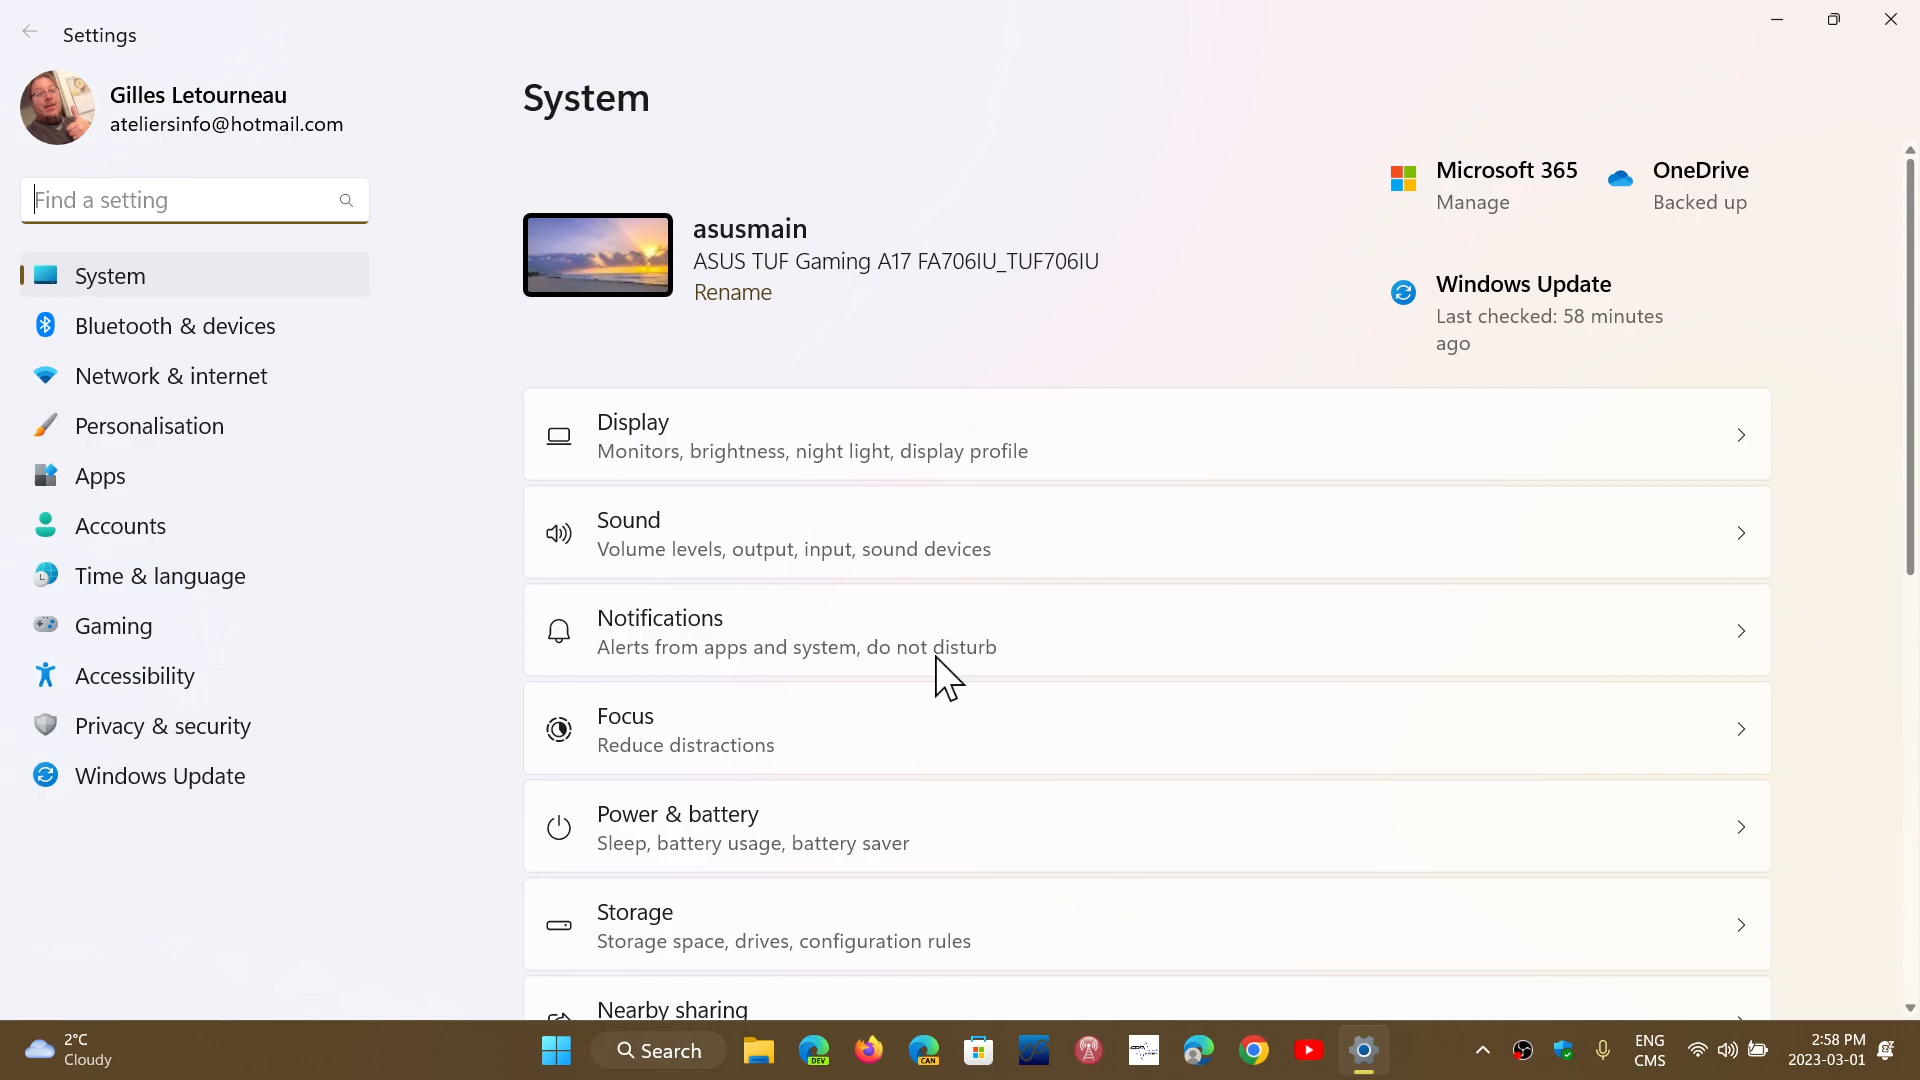 Settings
Gilles Letourneau
ateliersinfo@hotmail.com
Find a setting
System
Bluetooth & devices
Network & internet
Personalisation
Apps
Accounts
Time & language
Gaming
Accessibility
Privacy & security
Windows Update
System
asusmain
ASUS TUF Gaming A17 FA706IU_TUF706IU
Rename
Microsoft 365
Manage
OneDrive
Backed up
Windows Update
Last checked: 58 minutes
ago
Display
Monitors, brightness, night light, display profile
Sound
Volume levels, output, input, sound devices
Notifications
Alerts from apps and system, do not disturb
Focus
Reduce distractions
Power & battery
Sleep, battery usage, battery saver
Storage
Storage space, drives, configuration rules
Nearby sharing
2°C
Cloudy
Search
DEV
CAN
ENG
CMS
2:58 PM
2023-03-01